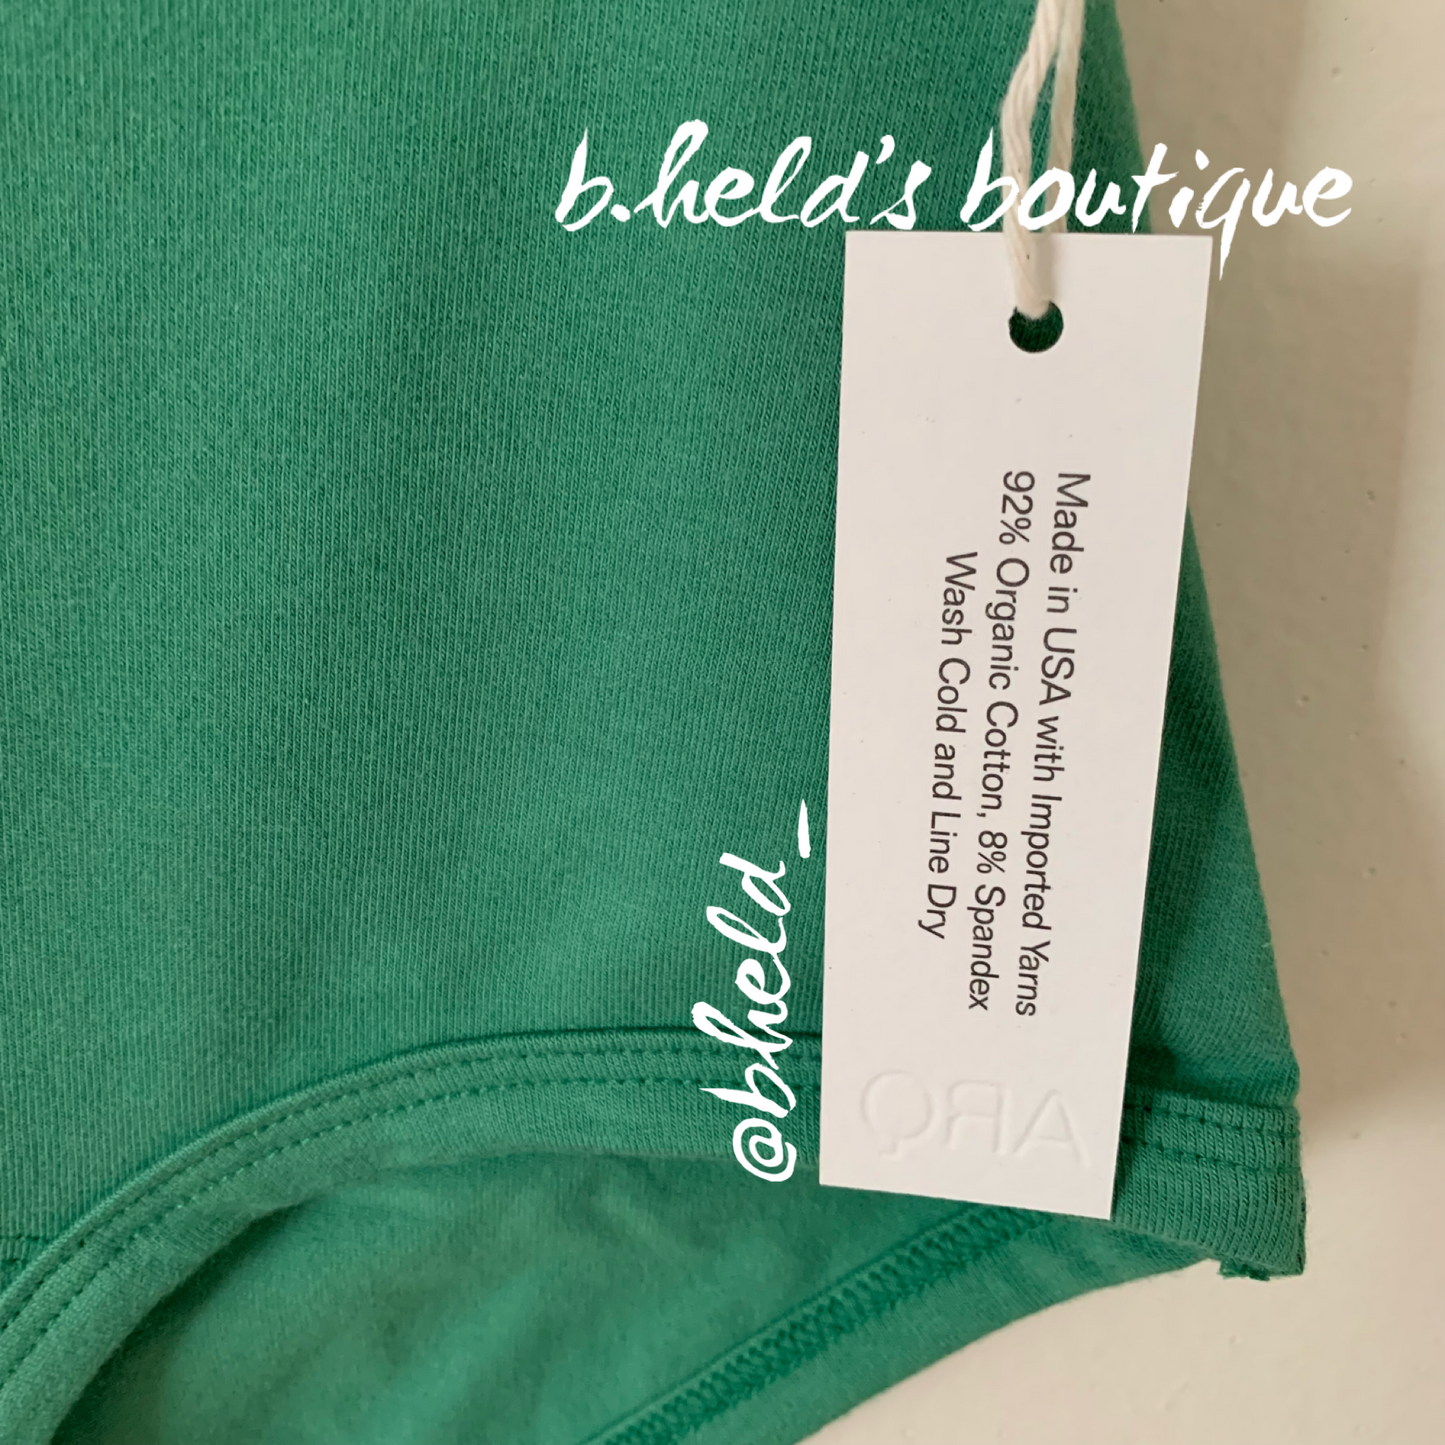 b.held's boutique
Made in USA with Imported Yarns
92% Organic Cotton, 8% Spandex
Wash Cold and Line Dry
ARQ
@bheld_